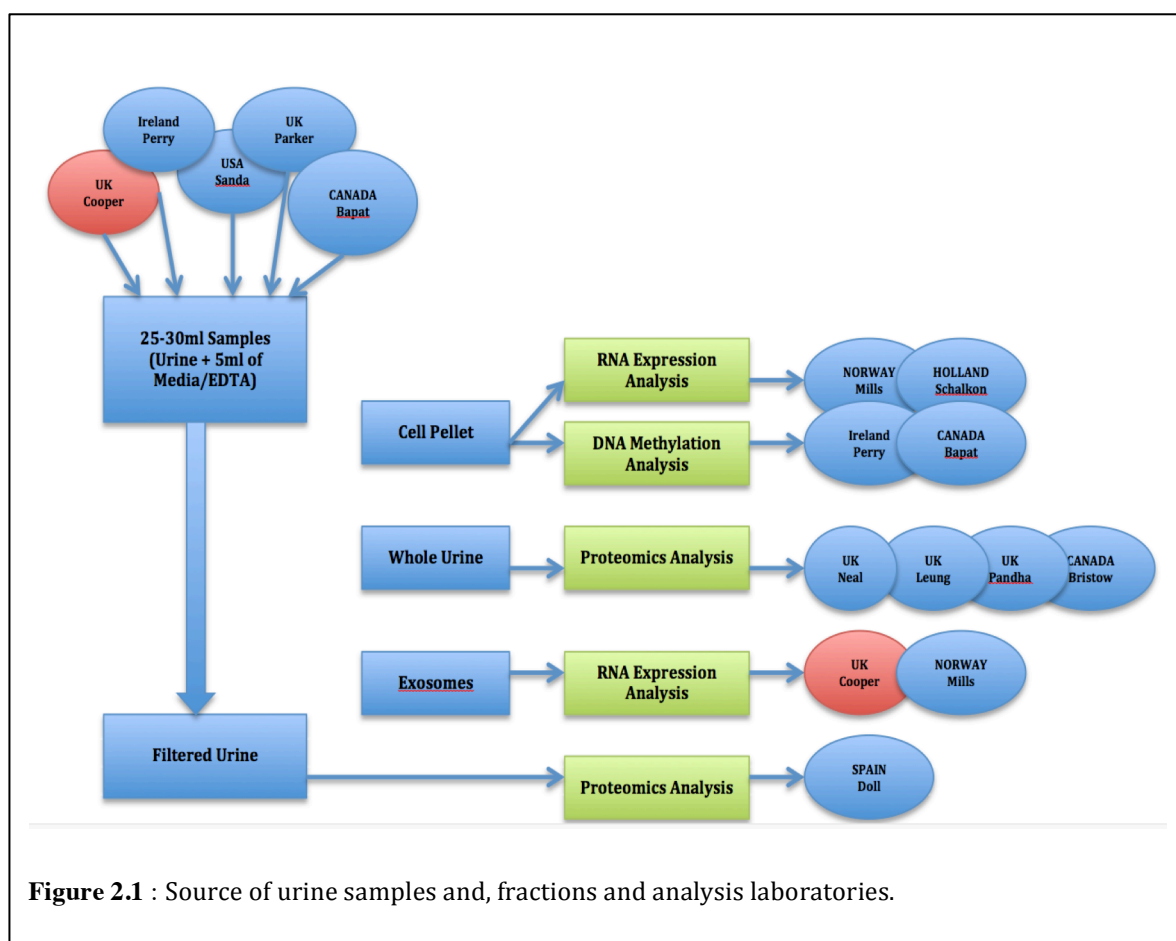 Ireland
Perry
UK
Parker
USA
Sanda
UK
Cooper
CANADA
Bapat
25-30ml Samples
(Urine + 5ml of
Media/EDTA)
RNA Expression
Analysis
NORWAY
Mills
HOLLAND
Schalkon
Cell Pellet
DNA Methylation
Analysis
Ireland
Perry
CANADA
Bapat
Whole Urine
Proteomics Analysis
UK
Neal
UK
Leung
UK
Pandha
CANADA
Bristow
Exosomes
RNA Expression
Analysis
UK
Cooper
NORWAY
Mills
Filtered Urine
Proteomics Analysis
SPAIN
Doll
Figure 2.1 : Source of urine samples and, fractions and analysis laboratories.